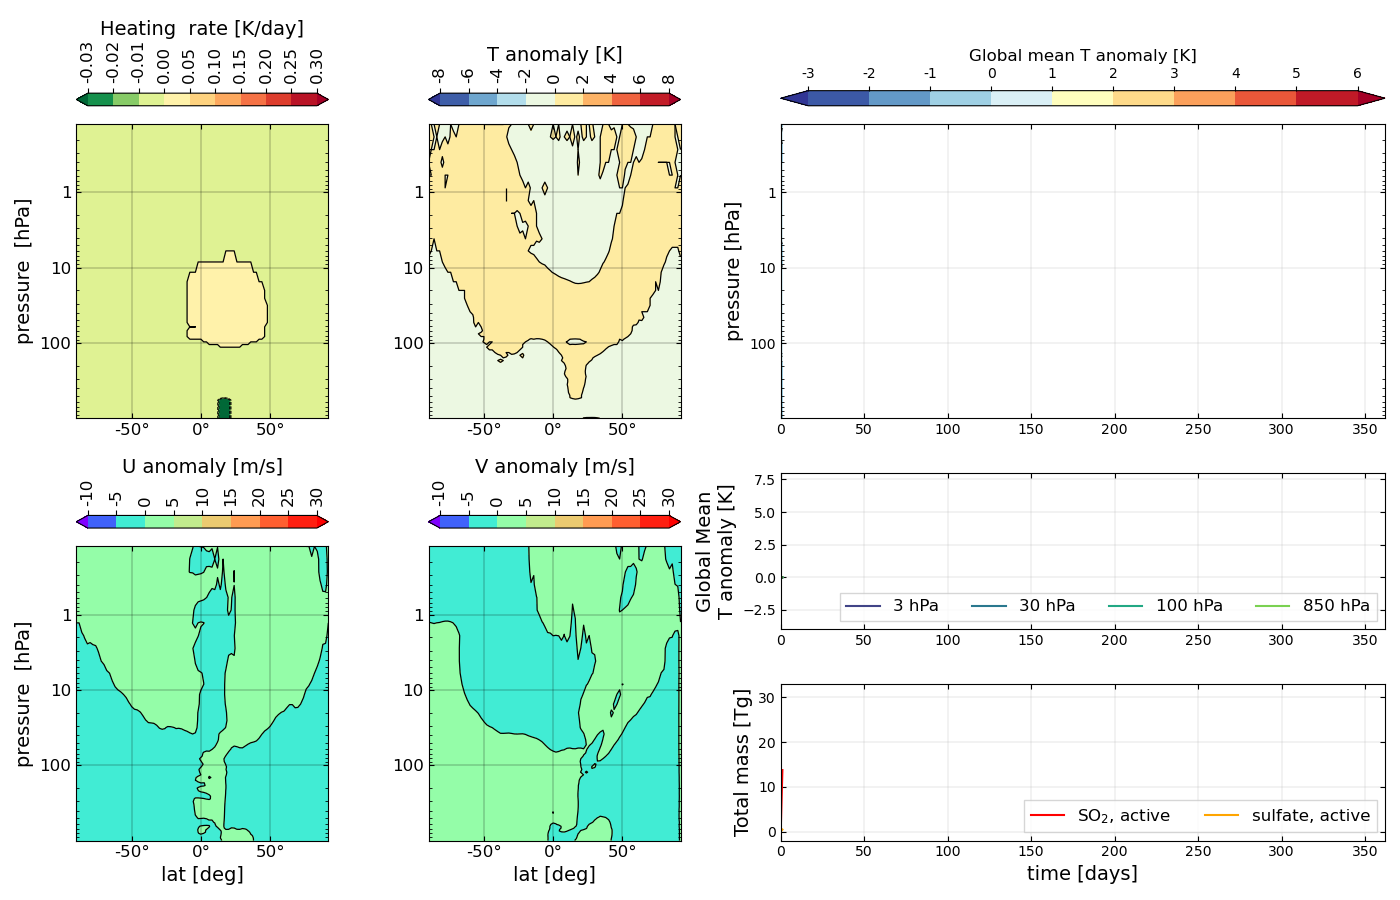 Heating  rate [K/day]
-0.03 -0.02 -0.01 0.00 0.05 0.10 0.15 0.20 0.25 0.30
T anomaly [K]
-8 -6 -4 -2 0 2 4 6 8
Global mean T anomaly [K]
-3 -2 -1 0 1 2 3 4 5 6
pressure  [hPa]
1
10
100
-50° 0° 50°
1
10
100
-50° 0° 50°
pressure [hPa]
1
10
100
0 50 100 150 200 250 300 350
U anomaly [m/s]
-10 -5 0 5 10 15 20 25 30
V anomaly [m/s]
-10 -5 0 5 10 15 20 25 30
pressure  [hPa]
1
10
100
-50° 0° 50°
lat [deg]
1
10
100
-50° 0° 50°
lat [deg]
Global Mean
T anomaly [K]
7.5
5.0
2.5
0.0
−2.5
3 hPa 30 hPa 100 hPa 850 hPa
0 50 100 150 200 250 300 350
Total mass [Tg]
30
20
10
0
SO₂, active sulfate, active
0 50 100 150 200 250 300 350
time [days]